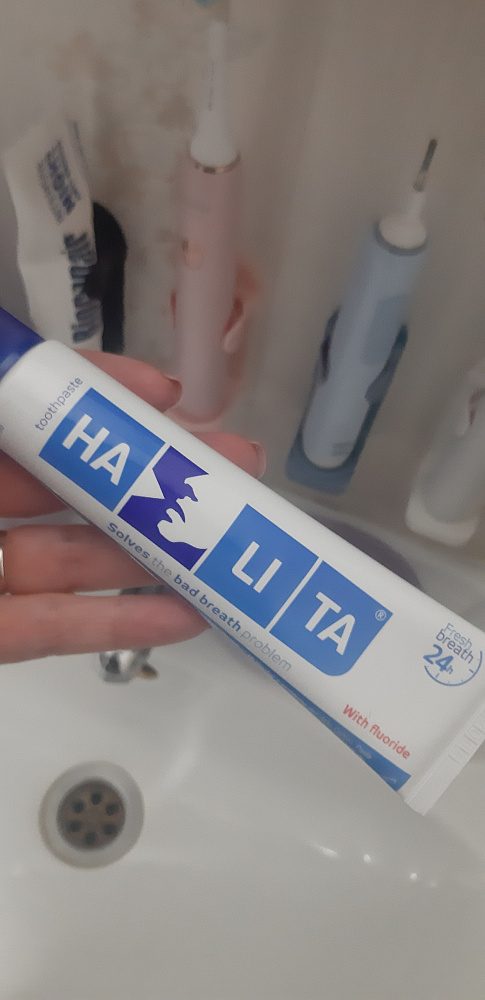 toothpaste
HA LI TA ®
Solves the bad breath problem
Fresh
breath
24h
With fluoride